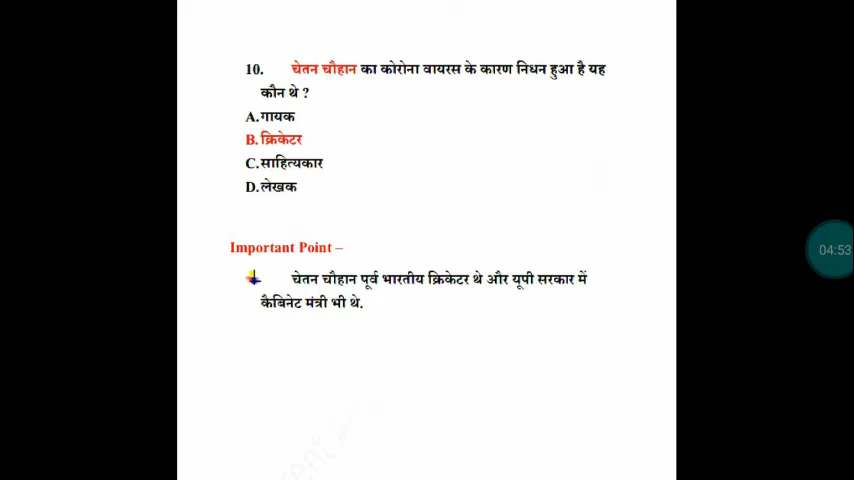 10. चेतन चौहान का कोरोना वायरस के कारण निधन हुआ है यह
कौन थे ?
A. गायक
B. क्रिकेटर
C. साहित्यकार
D. लेखक
Important Point –
चेतन चौहान पूर्व भारतीय क्रिकेटर थे और यूपी सरकार में
कैबिनेट मंत्री भी थे.
04:53